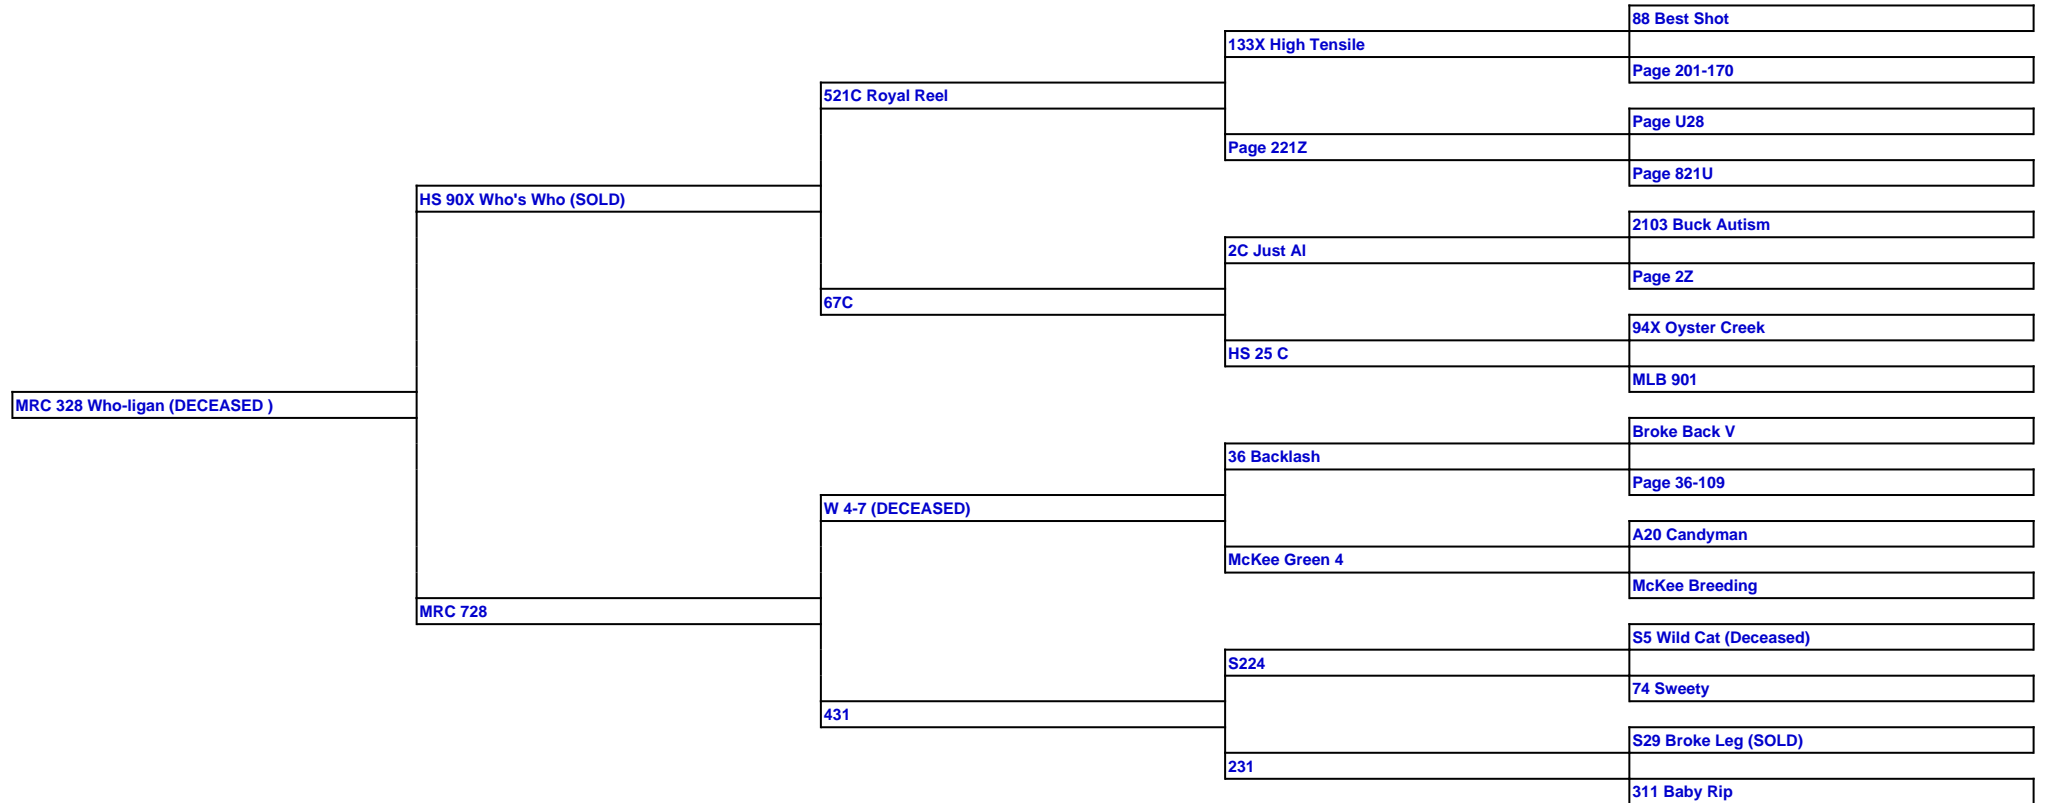 88 Best Shot
133X High Tensile
Page 201-170
521C Royal Reel
Page U28
Page 221Z
Page 821U
HS 90X Who's Who (SOLD)
2103 Buck Autism
2C Just AI
Page 2Z
67C
94X Oyster Creek
HS 25 C
MLB 901
MRC 328 Who-ligan (DECEASED )
Broke Back V
36 Backlash
Page 36-109
W 4-7 (DECEASED)
A20 Candyman
McKee Green 4
McKee Breeding
MRC 728
S5 Wild Cat (Deceased)
S224
74 Sweety
431
S29 Broke Leg (SOLD)
231
311 Baby Rip